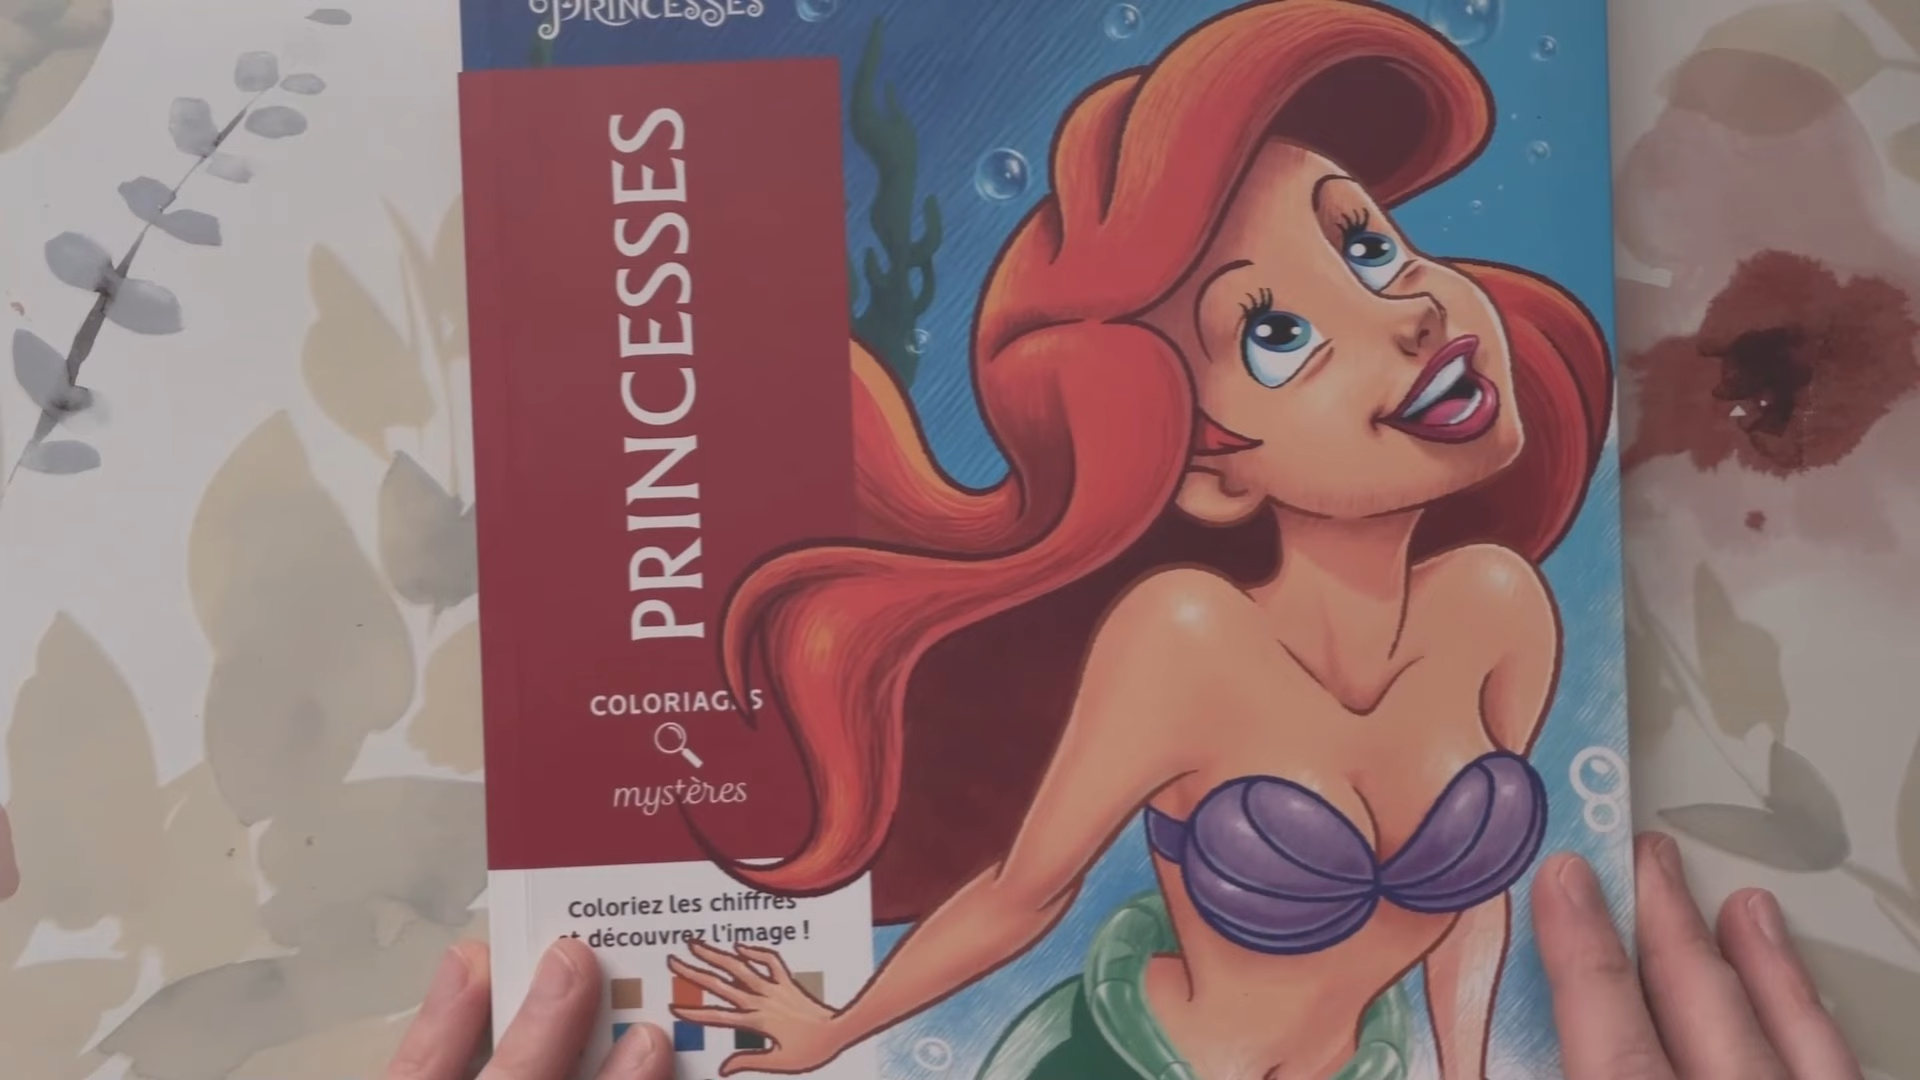 PRINCESSES
PRINCESSES
COLORIAGES
mystères
Coloriez les chiffres
et découvrez l'image !